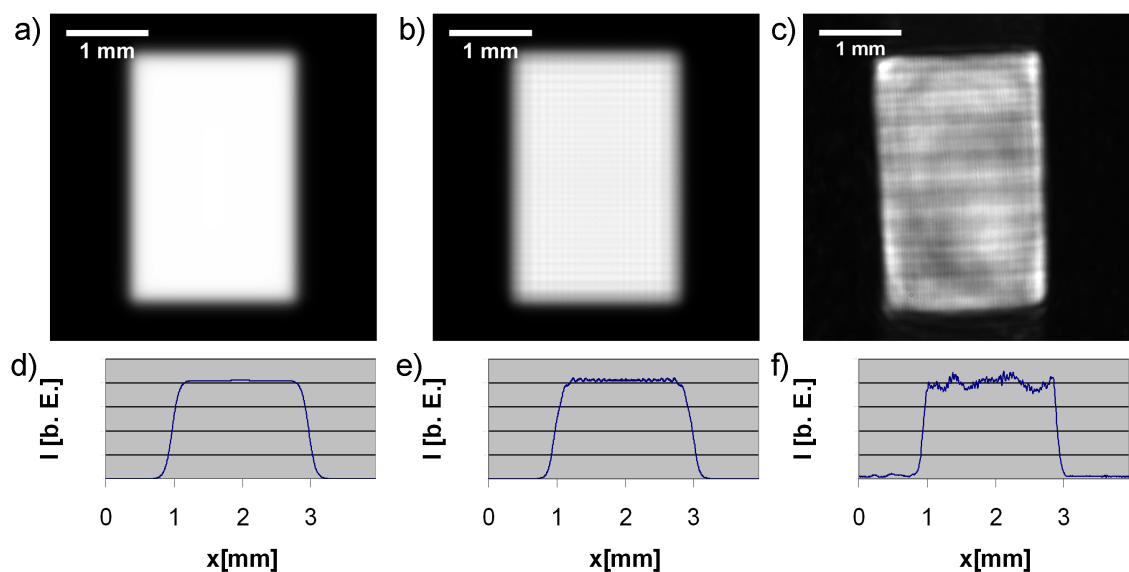 a)
1 mm
b)
1 mm
c)
1 mm
d)
I [b. E.]
0 1 2 3
x[mm]
e)
I [b. E.]
0 1 2 3
x[mm]
f)
I [b. E.]
0 1 2 3
x[mm]